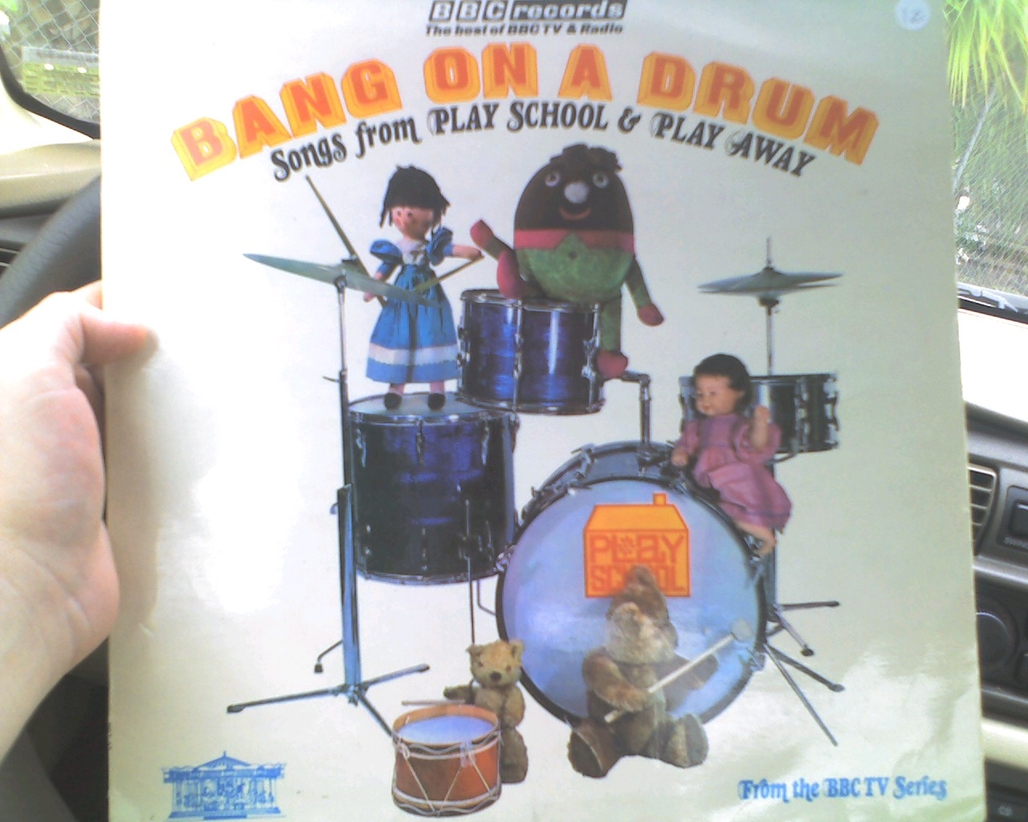 BBC records
The best of BBC TV & Radio
BANG ON A DRUM
Songs from PLAY SCHOOL & PLAY AWAY
PLAY
SCHOOL
From the BBC TV Series